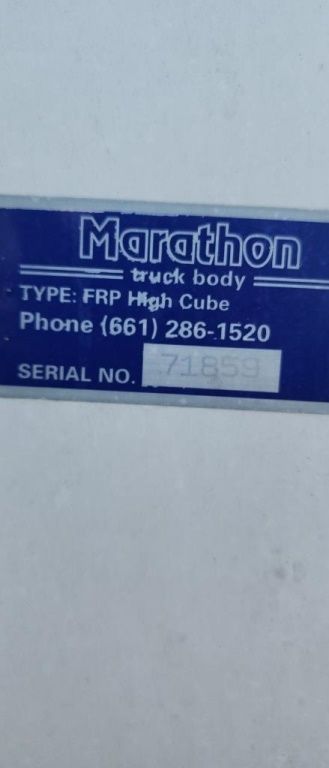 Marathon
truck body
TYPE: FRP High Cube
Phone (661) 286-1520
SERIAL NO. 71859